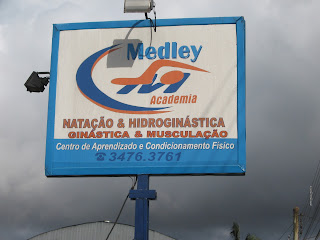 Medley
Academia
NATAÇÃO & HIDROGINÁSTICA
GINÁSTICA & MUSCULAÇÃO
Centro de Aprendizado e Condicionamento Físico
☎3476.3761